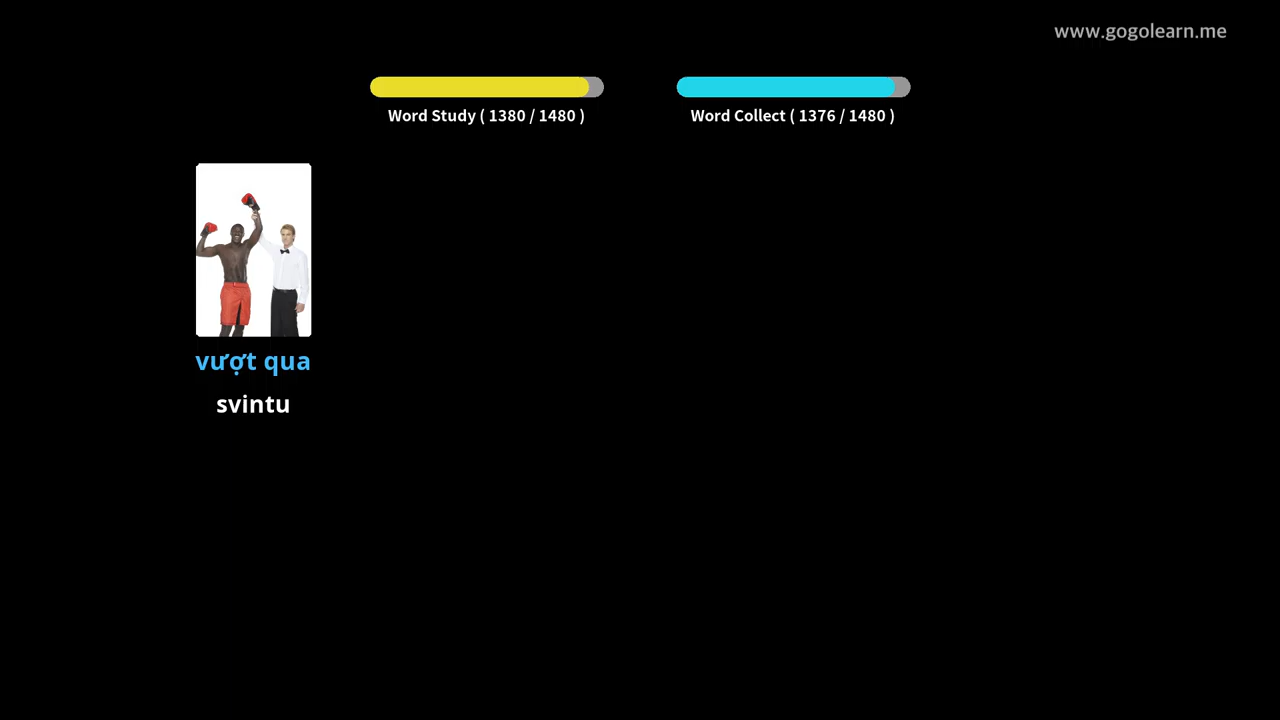 www.gogolearn.me
Word Study ( 1380 / 1480 )
Word Collect ( 1376 / 1480 )
vượt qua
svintu